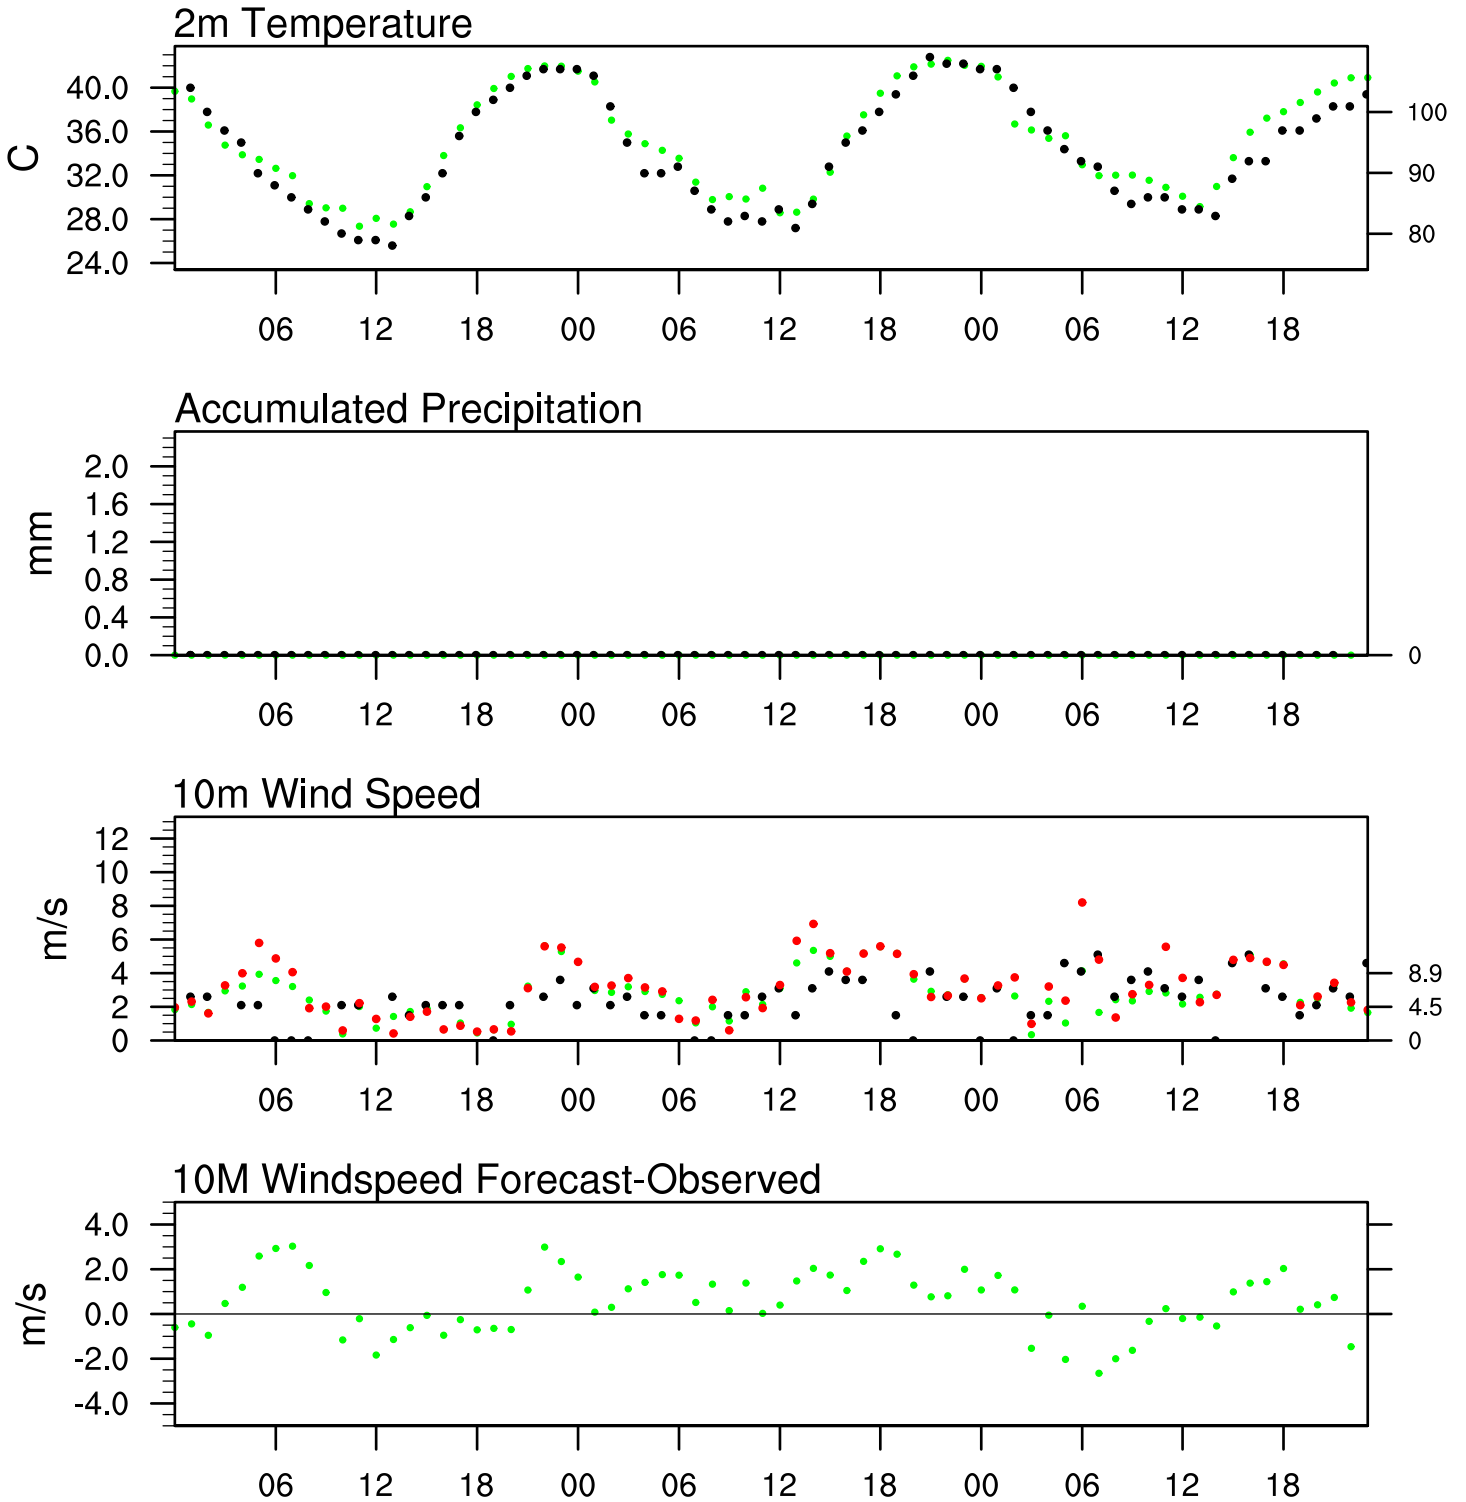 2m Temperature
40.0
36.0
32.0
28.0
24.0
C
100
90
80
06 12 18 00 06 12 18 00 06 12 18
Accumulated Precipitation
2.0
1.6
1.2
0.8
0.4
0.0
mm
0
06 12 18 00 06 12 18 00 06 12 18
10m Wind Speed
12
10
8
6
4
2
0
m/s
8.9
4.5
0
06 12 18 00 06 12 18 00 06 12 18
10M Windspeed Forecast-Observed
4.0
2.0
0.0
-2.0
-4.0
m/s
06 12 18 00 06 12 18 00 06 12 18